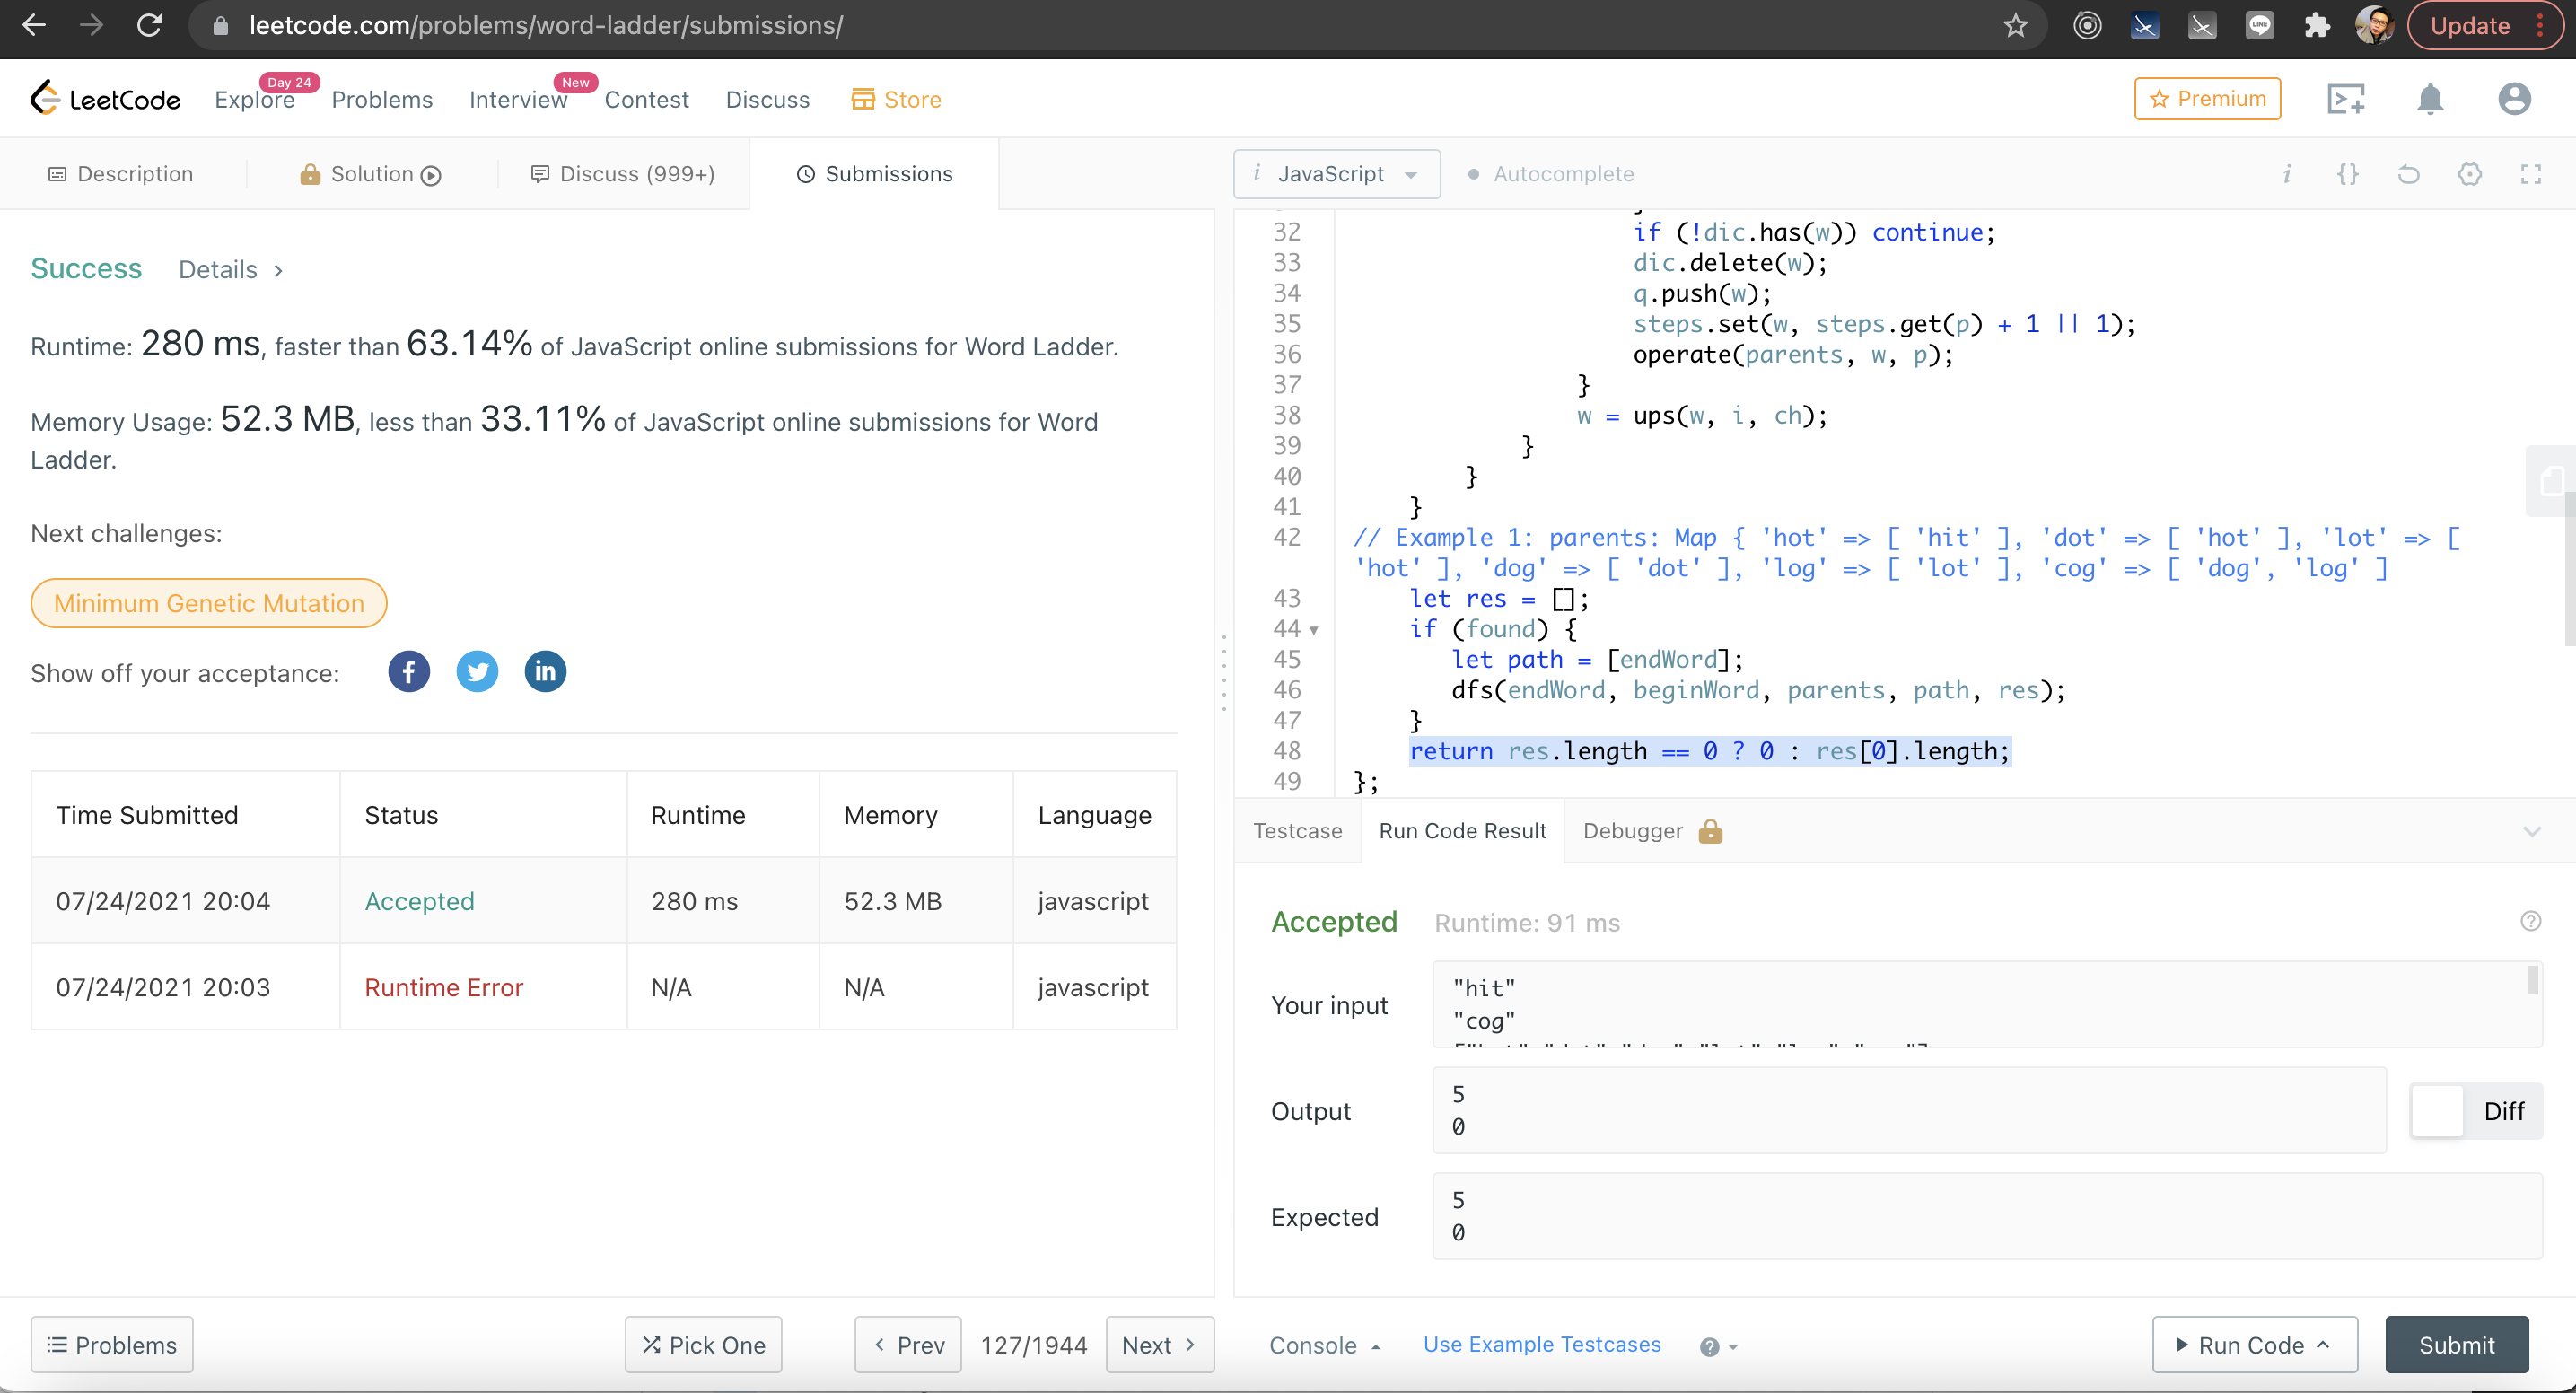 leetcode.com/problems/word-ladder/submissions/
Update
LeetCode
Explore
Day 24
Problems
Interview
New
Contest
Discuss
Store
Premium
Description
Solution
Discuss (999+)
Submissions
Success
Details
Runtime: 280 ms, faster than 63.14% of JavaScript online submissions for Word Ladder.
Memory Usage: 52.3 MB, less than 33.11% of JavaScript online submissions for Word
Ladder.
Next challenges:
Minimum Genetic Mutation
Show off your acceptance:
Time Submitted Status Runtime Memory Language
07/24/2021 20:04 Accepted 280 ms 52.3 MB javascript
07/24/2021 20:03 Runtime Error N/A N/A javascript
Problems
Pick One
Prev
127/1944
Next
i JavaScript
Autocomplete
32 if (!dic.has(w)) continue;
33 dic.delete(w);
34 q.push(w);
35 steps.set(w, steps.get(p) + 1 || 1);
36 operate(parents, w, p);
37 }
38 w = ups(w, i, ch);
39 }
40 }
41 }
42 // Example 1: parents: Map { 'hot' => [ 'hit' ], 'dot' => [ 'hot' ], 'lot' => [
'hot' ], 'dog' => [ 'dot' ], 'log' => [ 'lot' ], 'cog' => [ 'dog', 'log' ]
43 let res = [];
44 if (found) {
45 let path = [endWord];
46 dfs(endWord, beginWord, parents, path, res);
47 }
48 return res.length == 0 ? 0 : res[0].length;
49 };
Testcase
Run Code Result
Debugger
Accepted
Runtime: 91 ms
Your input
"hit"
"cog"
Output
5
0
Diff
Expected
5
0
Console
Use Example Testcases
Run Code
Submit